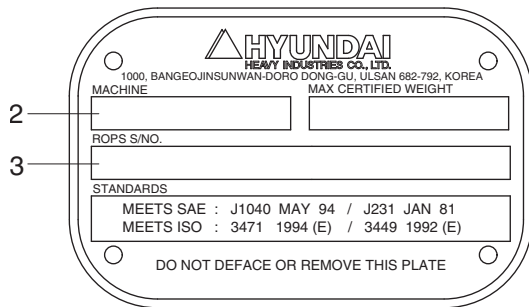 HYUNDAI
HEAVY INDUSTRIES CO., LTD.
1000, BANGEOJINSUNWAN-DORO DONG-GU, ULSAN 682-792, KOREA
MACHINE MAX CERTIFIED WEIGHT
2
ROPS S/NO.
3
STANDARDS
MEETS SAE : J1040 MAY 94 / J231 JAN 81
MEETS ISO : 3471 1994 (E) / 3449 1992 (E)
DO NOT DEFACE OR REMOVE THIS PLATE